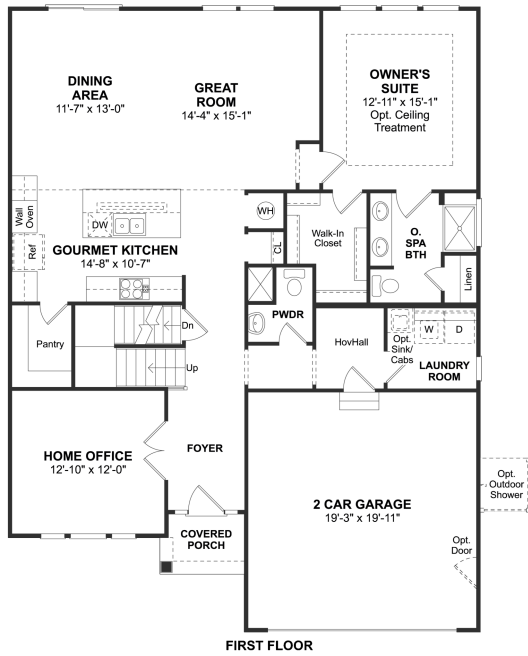 DINING
AREA
11'-7" x 13'-0"
GREAT
ROOM
14'-4" x 15'-1"
OWNER'S
SUITE
12'-11" x 15'-1"
Opt. Ceiling
Treatment
Wall
Oven
Ref
DW
GOURMET KITCHEN
14'-8" x 10'-7"
WH
CL
Walk-In
Closet
O.
SPA
BTH
Linen
Pantry
Dn
Up
PWDR
HovHall
Opt.
Sink/
Cabs
W
D
LAUNDRY
ROOM
HOME OFFICE
12'-10" x 12'-0"
FOYER
COVERED
PORCH
2 CAR GARAGE
19'-3" x 19'-11"
Opt.
Outdoor
Shower
Opt.
Door
FIRST FLOOR